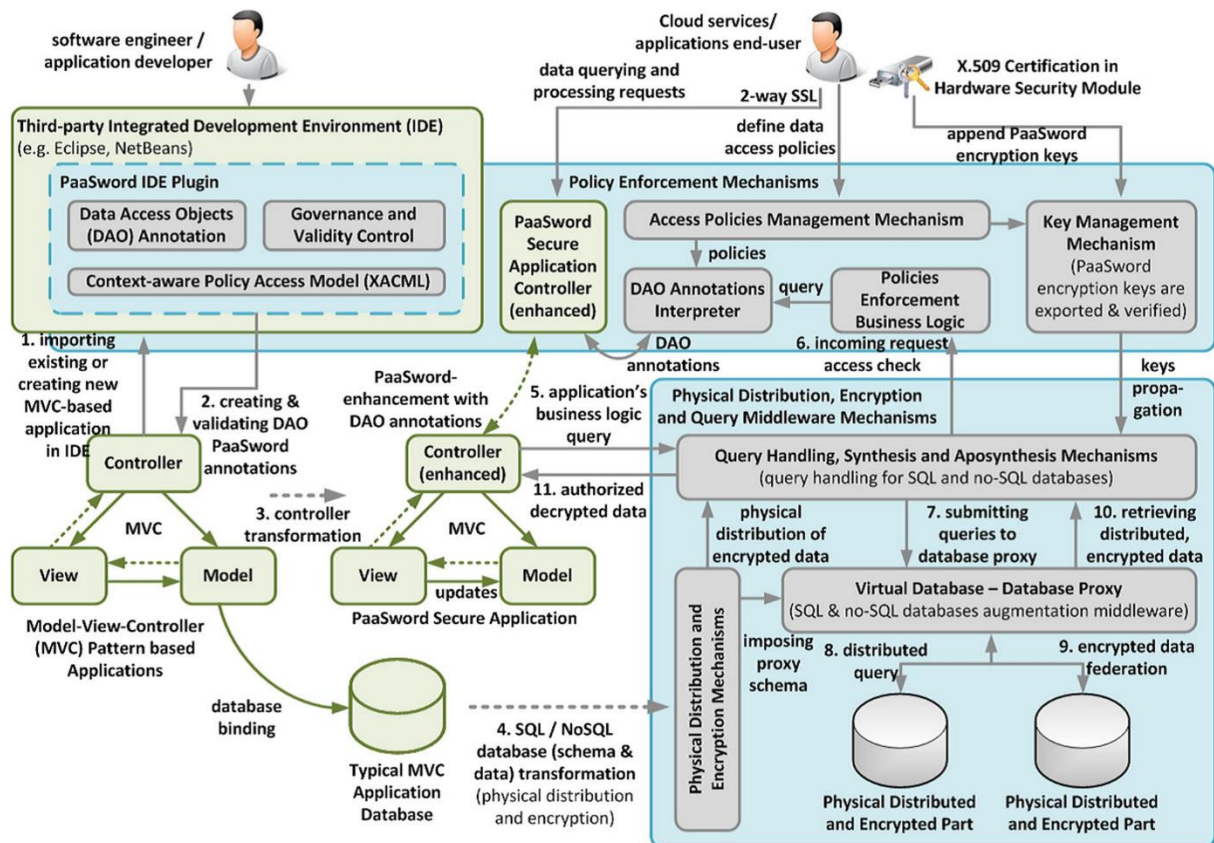 software engineer /
application developer
Cloud services/
applications end-user
X.509 Certification in
Hardware Security Module
data querying and
processing requests
2-way SSL
define data
access policies
append PaaSword
encryption keys
Third-party Integrated Development Environment (IDE)
(e.g. Eclipse, NetBeans)
PaaSword IDE Plugin
Data Access Objects
(DAO) Annotation
Governance and
Validity Control
Context-aware Policy Access Model (XACML)
Policy Enforcement Mechanisms
PaaSword
Secure
Application
Controller
(enhanced)
Access Policies Management Mechanism
policies
DAO Annotations
Interpreter
query
Policies
Enforcement
Business Logic
Key Management
Mechanism
(PaaSword
encryption keys are
exported & verified)
1. importing
existing or
creating new
MVC-based
application
in IDE
2. creating &
validating DAO
PaaSword
annotations
PaaSword-
enhancement with
DAO annotations
DAO
annotations
5. application's
business logic
query
6. incoming request
access check
keys
propa-
gation
Controller
MVC
View
Model
Model-View-Controller
(MVC) Pattern based
Applications
3. controller
transformation
Controller
(enhanced)
MVC
View
Model
updates
PaaSword Secure Application
11. authorized
decrypted data
Physical Distribution, Encryption
and Query Middleware Mechanisms
Query Handling, Synthesis and Aposynthesis Mechanisms
(query handling for SQL and no-SQL databases)
physical
distribution of
encrypted data
7. submitting
queries to
database proxy
10. retrieving
distributed,
encrypted data
Virtual Database – Database Proxy
(SQL & no-SQL databases augmentation middleware)
Physical Distribution and
Encryption Mechanisms
imposing
proxy
schema
8. distributed
query
9. encrypted data
federation
Physical Distributed
and Encrypted Part
Physical Distributed
and Encrypted Part
database
binding
Typical MVC
Application
Database
4. SQL / NoSQL
database (schema &
data) transformation
(physical distribution
and encryption)